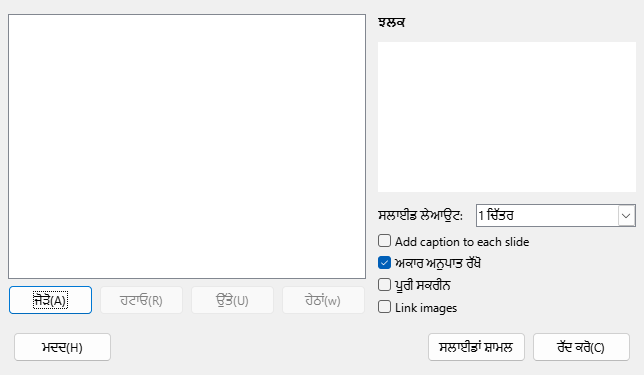 ਝਲਕ
ਸਲਾਈਡ ਲੇਆਉਟ: 1 ਚਿੱਤਰ
Add caption to each slide
ਅਕਾਰ ਅਨੁਪਾਤ ਰੱਖੋ
ਪੂਰੀ ਸਕਰੀਨ
Link images
ਜੋੜੋ(A) ਹਟਾਓ(R) ਉੱਤੇ(U) ਹੇਠਾਂ(w)
ਮਦਦ(H) ਸਲਾਈਡਾਂ ਸ਼ਾਮਲ ਰੱਦ ਕਰੋ(C)